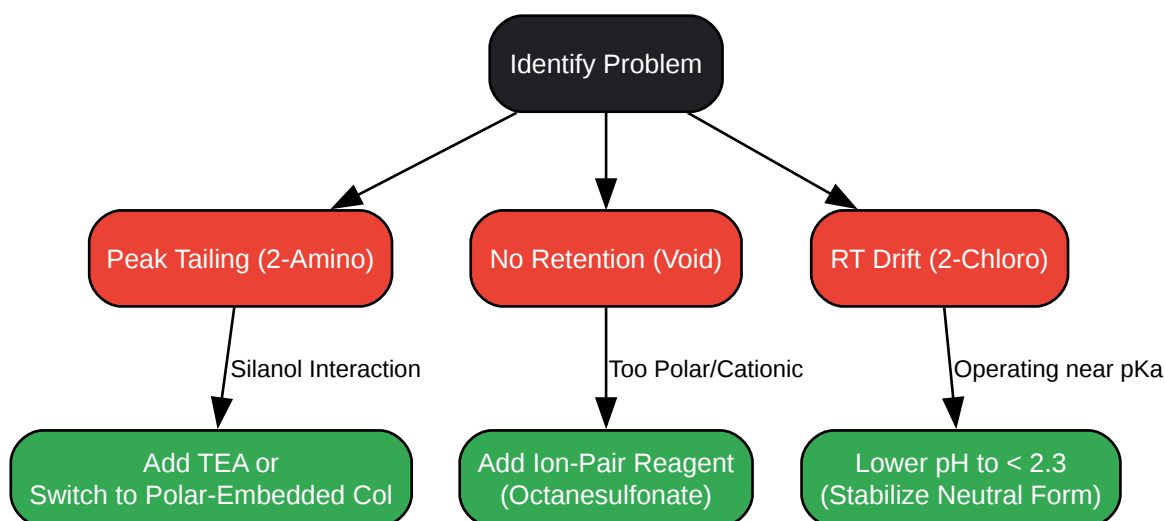 Identify Problem
Peak Tailing (2-Amino)
No Retention (Void)
RT Drift (2-Chloro)
Silanol Interaction
Too Polar/Cationic
Operating near pKa
Add TEA or
Switch to Polar-Embedded Col
Add Ion-Pair Reagent
(Octanesulfonate)
Lower pH to < 2.3
(Stabilize Neutral Form)